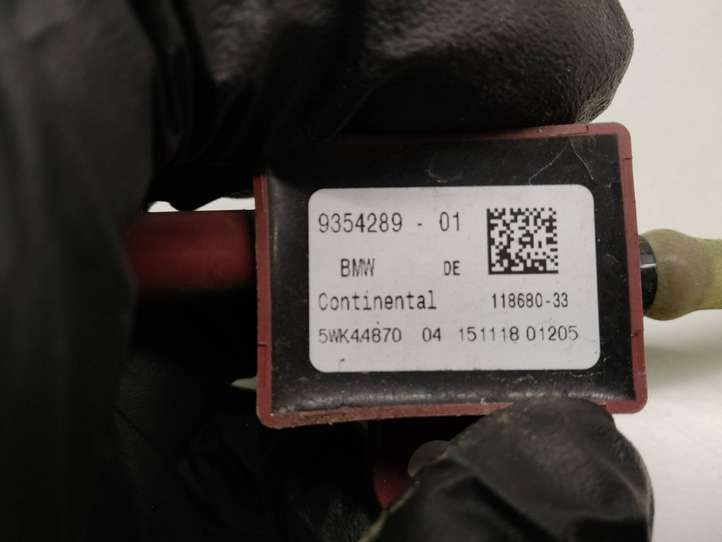 9354289 - 01
BMW DE
Continental 118680-33
5WK44870 04 151118 01205